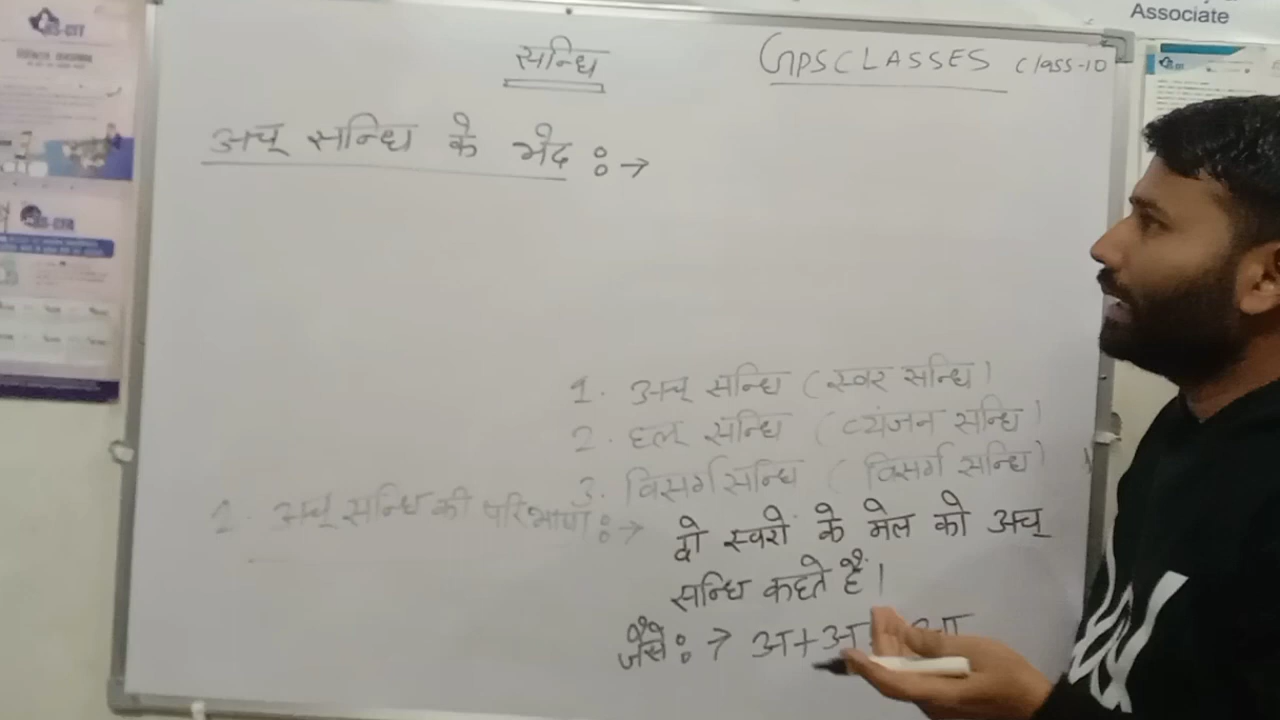 Associate
सन्धि
GPSCLASSES Class-10
अच् सन्धि के भेद :→
1. अच् सन्धि (स्वर सन्धि)
2. हल् सन्धि (व्यंजन सन्धि)
3. विसर्ग सन्धि (विसर्ग सन्धि)
1. अच् सन्धि की परिभाषा :→
दो स्वरों के मेल को अच्
सन्धि कहते हैं।
जैसे :→ अ+अ आ